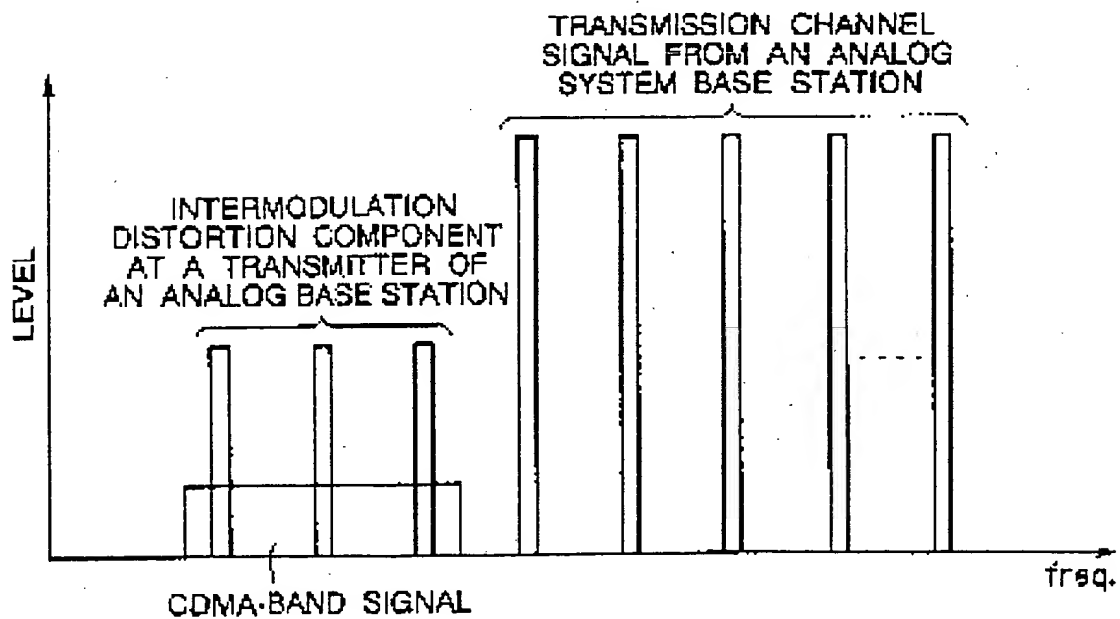 TRANSMISSION CHANNEL
SIGNAL FROM AN ANALOG
SYSTEM BASE STATION
INTERMODULATION
DISTORTION COMPONENT
AT A TRANSMITTER OF
AN ANALOG BASE STATION
LEVEL
freq.
CDMA-BAND SIGNAL